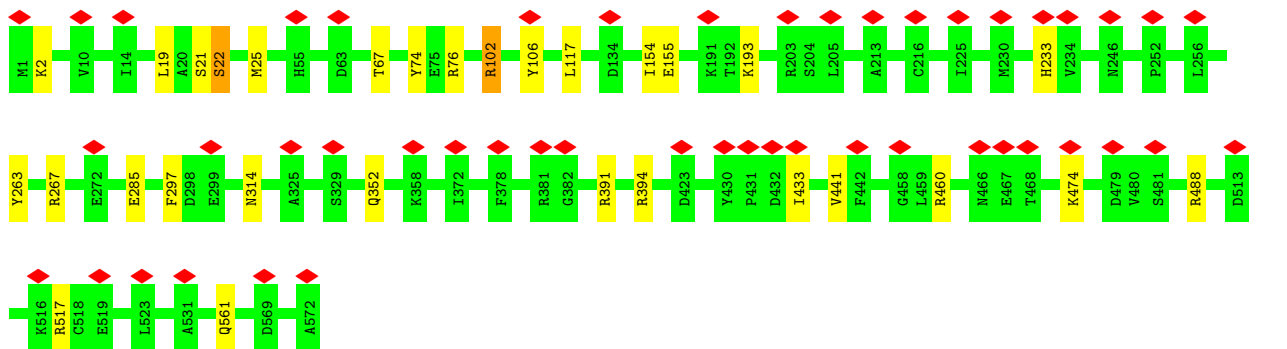 M1 K2 V10 I14 L19 A20 S21 S22 M25 H55 D63 T67 Y74 E75 R76 R102 Y106 L117 D134 I154 E155 K191 T192 K193 R203 S204 L205 A213 C216 I225 M230 H233 V234 N246 P252 L256
Y263 R267 E272 E285 F297 D298 E299 N314 A325 S329 Q352 K358 I372 F378 R381 G382 R391 R394 D423 Y430 P431 D432 I433 V441 F442 G458 L459 R460 N466 E467 T468 K474 D479 V480 S481 R488 D513
K516 R517 C518 E519 L523 A531 Q561 D569 A572